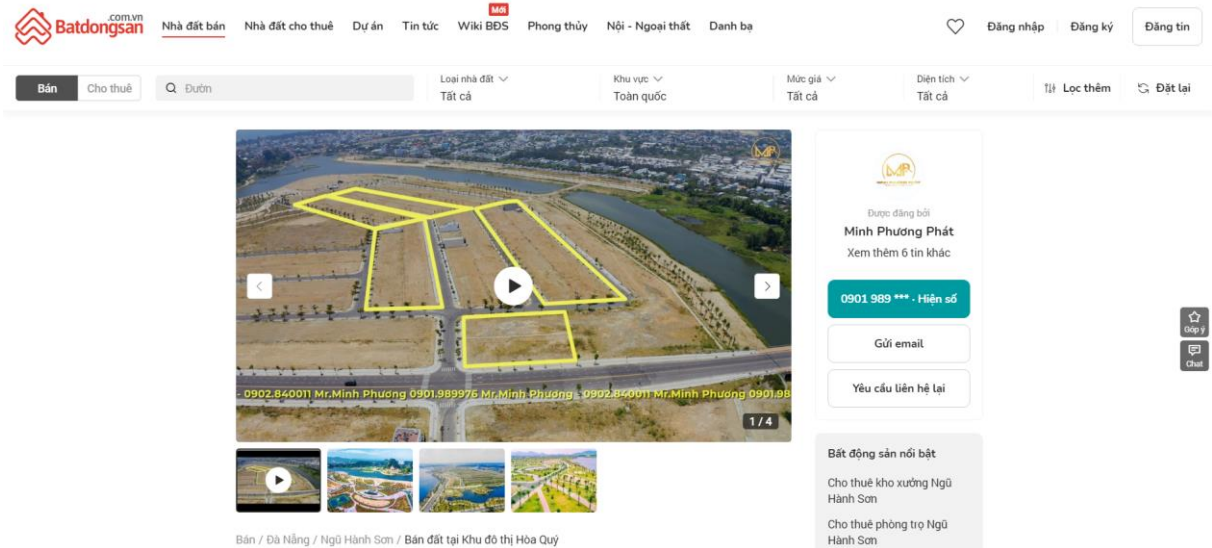 Batdongsan
.com.vn
Nhà đất bán
Nhà đất cho thuê
Dự án
Tin tức
Mới
Wiki BĐS
Phong thủy
Nội - Ngoại thất
Danh bạ
Đăng nhập
Đăng ký
Đăng tin
Bán
Cho thuê
Đườn
Loại nhà đất
Tất cả
Khu vực
Toàn quốc
Mức giá
Tất cả
Diện tích
Tất cả
Lọc thêm
Đặt lại
MP
- 0902.840011 Mr.Minh Phương 0901.989976 Mr.Minh Phương - 0902.840011 Mr.Minh Phương 0901.98
1 / 4
Được đăng bởi
Minh Phương Phát
Xem thêm 6 tin khác
0901 989 *** · Hiện số
Gửi email
Yêu cầu liên hệ lại
Góp ý
Chat
Bất động sản nổi bật
Cho thuê kho xưởng Ngũ
Hành Sơn
Cho thuê phòng trọ Ngũ
Hành Sơn
Bán / Đà Nẵng / Ngũ Hành Sơn / Bán đất tại Khu đô thị Hòa Quý